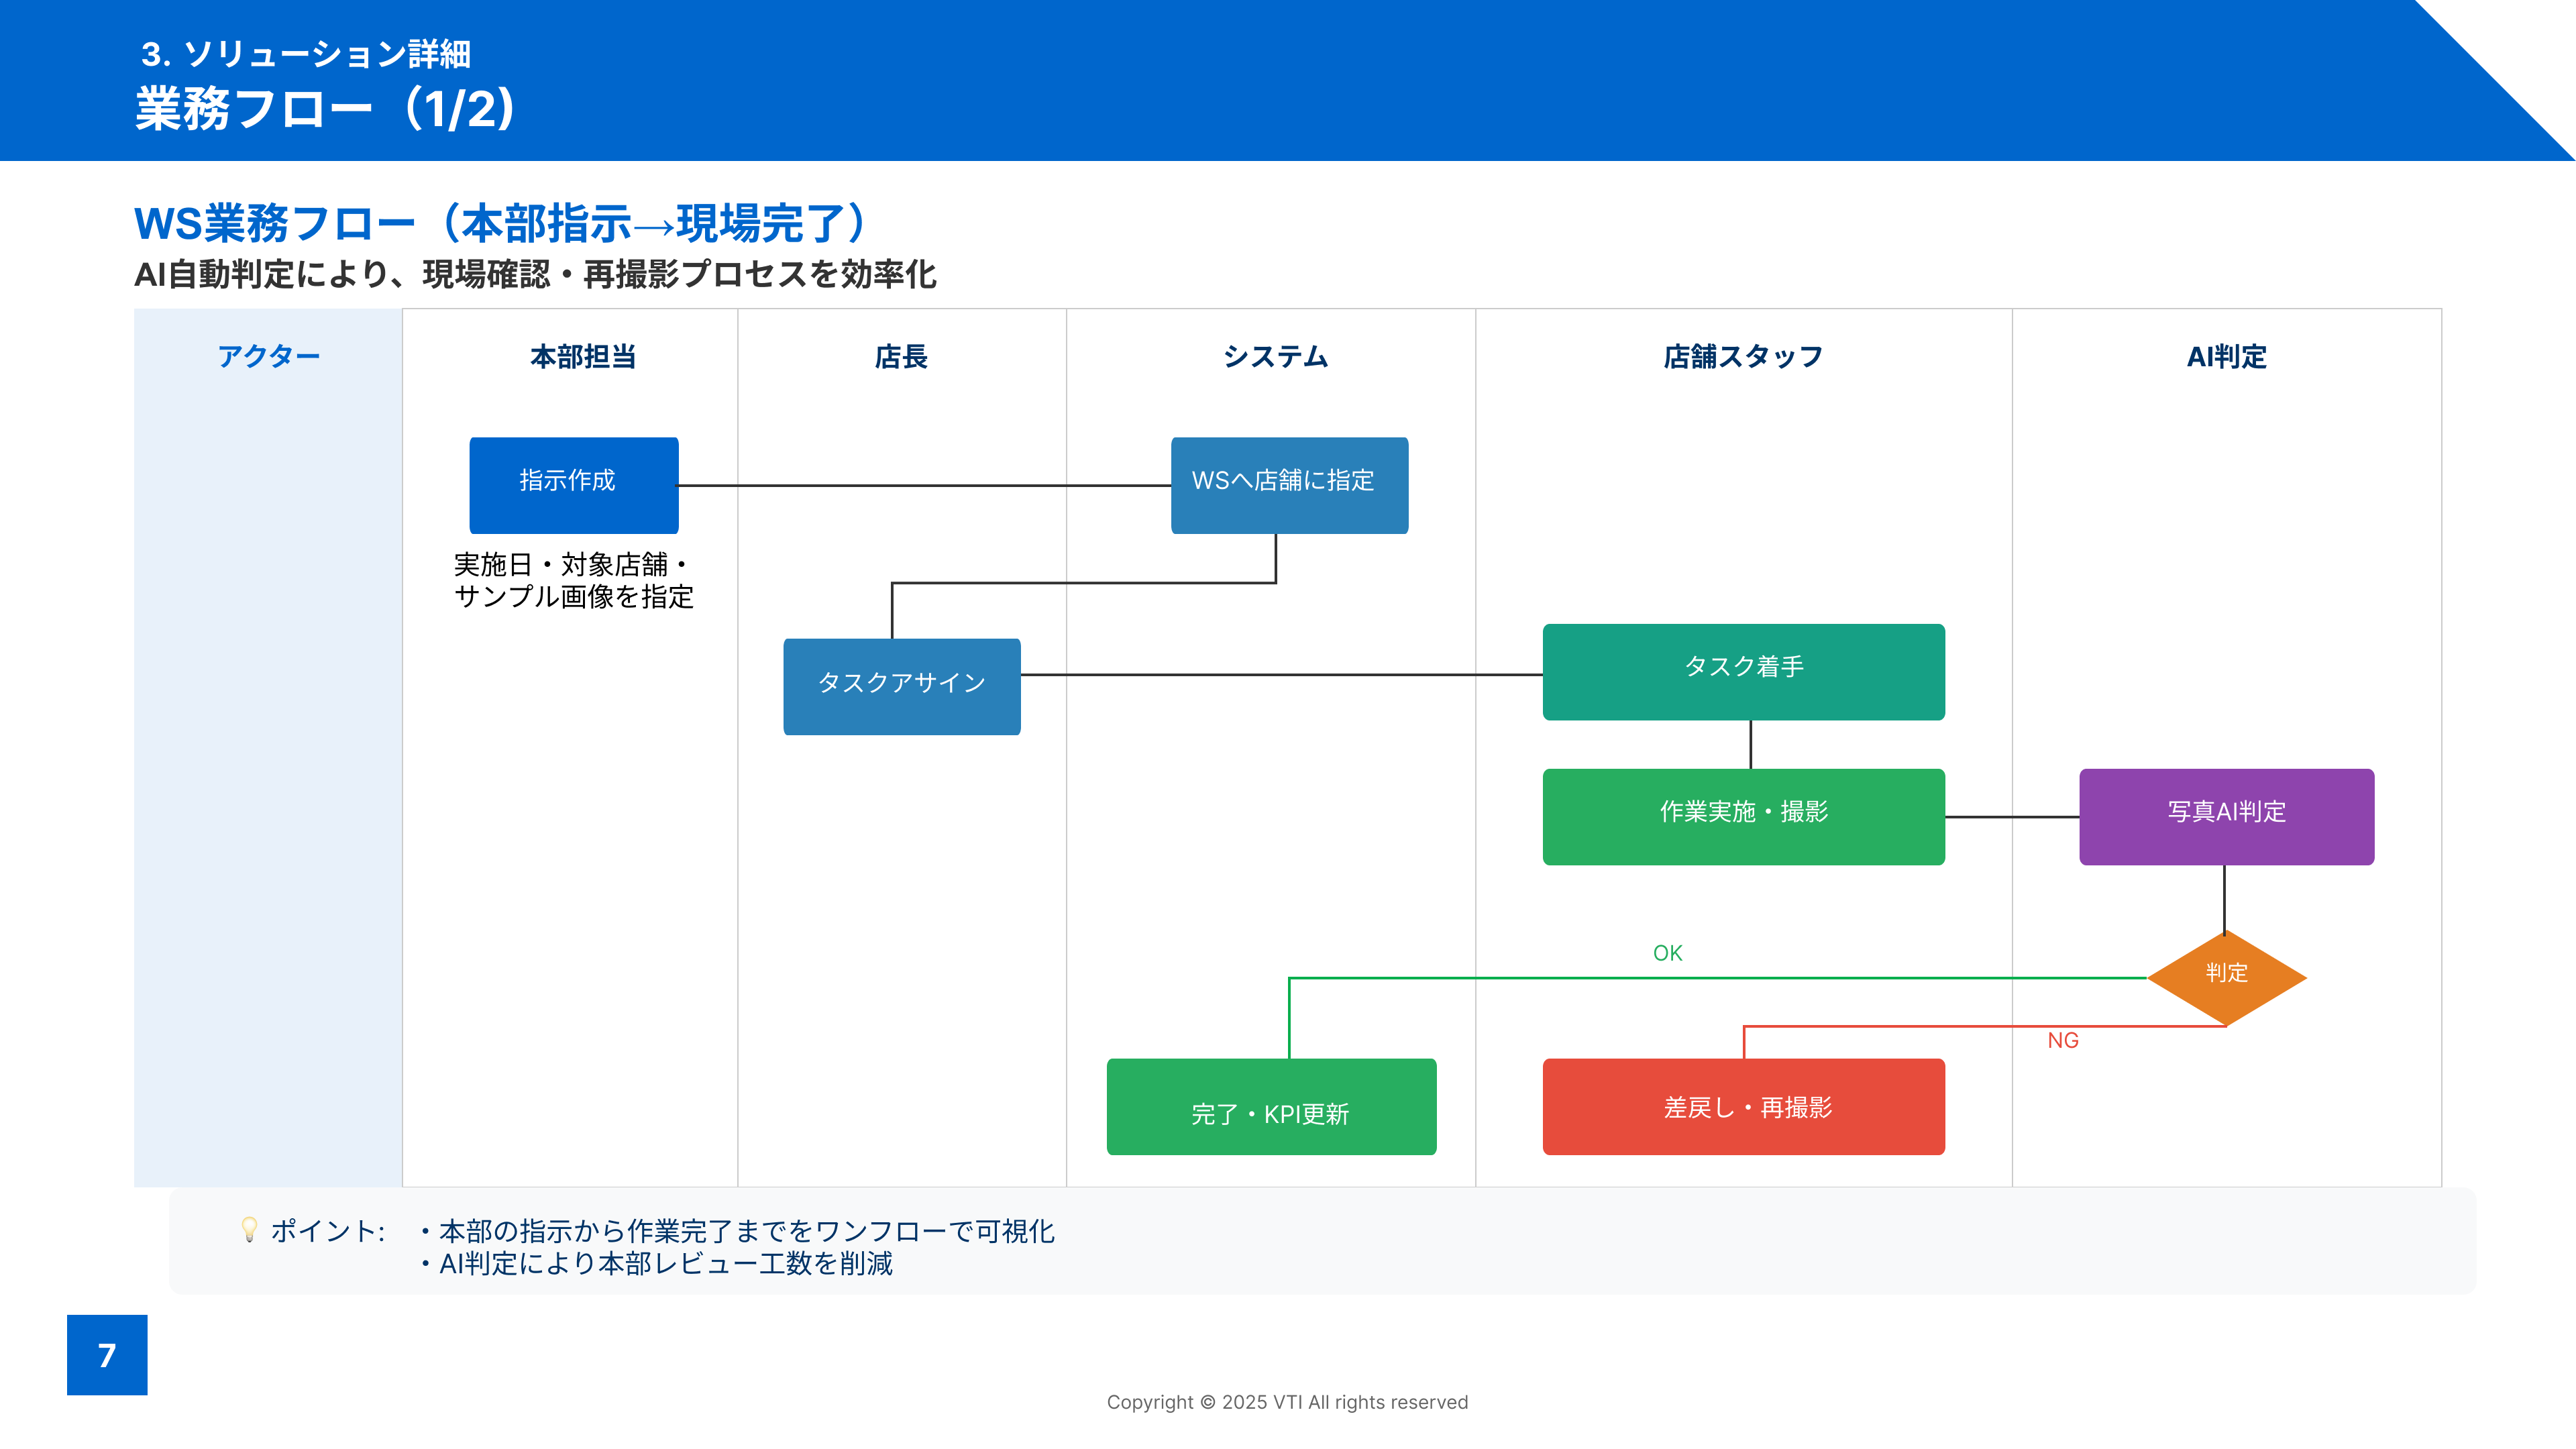 3. ソリューション詳細
業務フロー（1/2）
WS業務フロー（本部指示→現場完了）
AI自動判定により、現場確認・再撮影プロセスを効率化
アクター
本部担当
店長
システム
店舗スタッフ
AI判定
指示作成
WSへ店舗に指定
実施日・対象店舗・
サンプル画像を指定
タスクアサイン
タスク着手
作業実施・撮影
写真AI判定
OK
判定
NG
完了・KPI更新
差戻し・再撮影
💡 ポイント: ・本部の指示から作業完了までをワンフローで可視化
・AI判定により本部レビュー工数を削減
7
Copyright © 2025 VTI All rights reserved